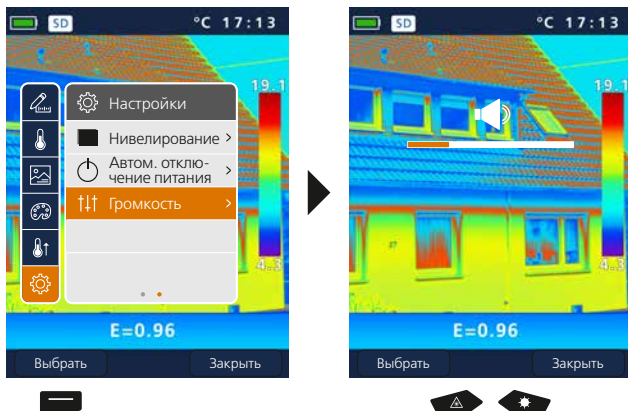 SD °C 17:13
19.1
Настройки
Нивелирование
Автом. отклю-
чение питания
Громкость
4.3
E=0.96
Выбрать Закрыть
SD °C 17:13
19.1
27
4.3
E=0.96
Выбрать Закрыть